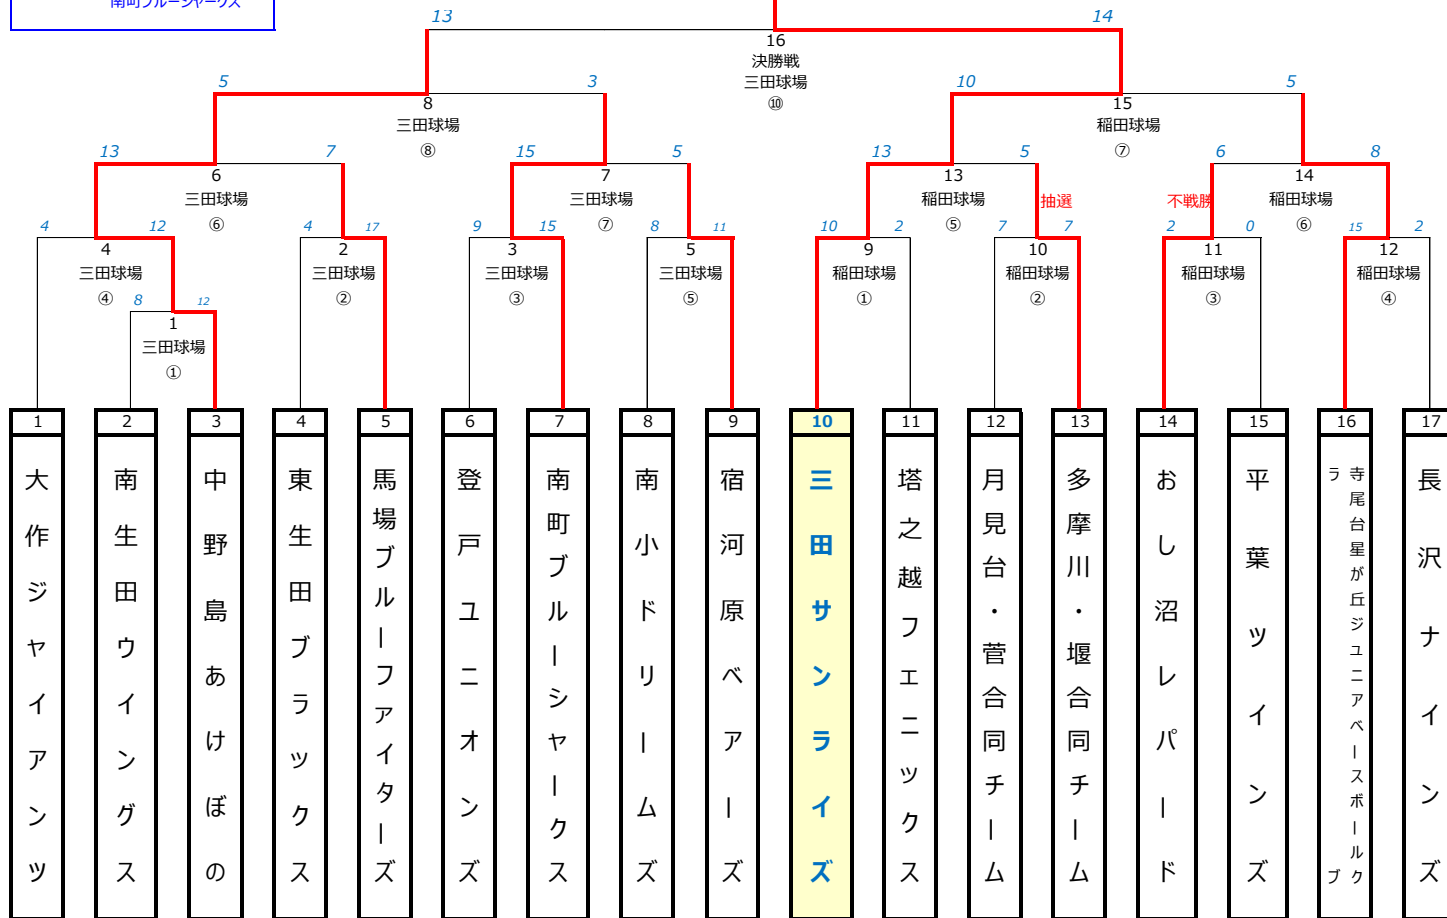 南町ブルーシャークス
13 14
16
決勝戦
三田球場
⑩
5 3 10 5
8 15
三田球場 稲田球場
⑧ ⑦
13 7 15 5 13 5 6 8
6 7 13 14
三田球場 三田球場 稲田球場 抽選 不戦勝 稲田球場
⑥ ⑦ ⑤ ⑥
4 12 4 17 9 15 8 11 10 2 7 7 2 0 15 2
4 2 3 5 9 10 11 12
三田球場 三田球場 三田球場 三田球場 稲田球場 稲田球場 稲田球場 稲田球場
④ ② ③ ⑤ ① ② ③ ④
8 12
1
三田球場
①
1 2 3 4 5 6 7 8 9 10 11 12 13 14 15 16 17
大作ジャイアンツ
南生田ウイングス
中野島あけぼの
東生田ブラックス
馬場ブルーファイターズ
登戸ユニオンズ
南町ブルーシャークス
南小ドリームズ
宿河原ベアーズ
三田サンライズ
塔之越フェニックス
月見台・菅合同チーム
多摩川・堰合同チーム
おし沼レパード
平葉ツインズ
寺尾台星が丘ジュニアベースボールクラブ
長沢ナインズ